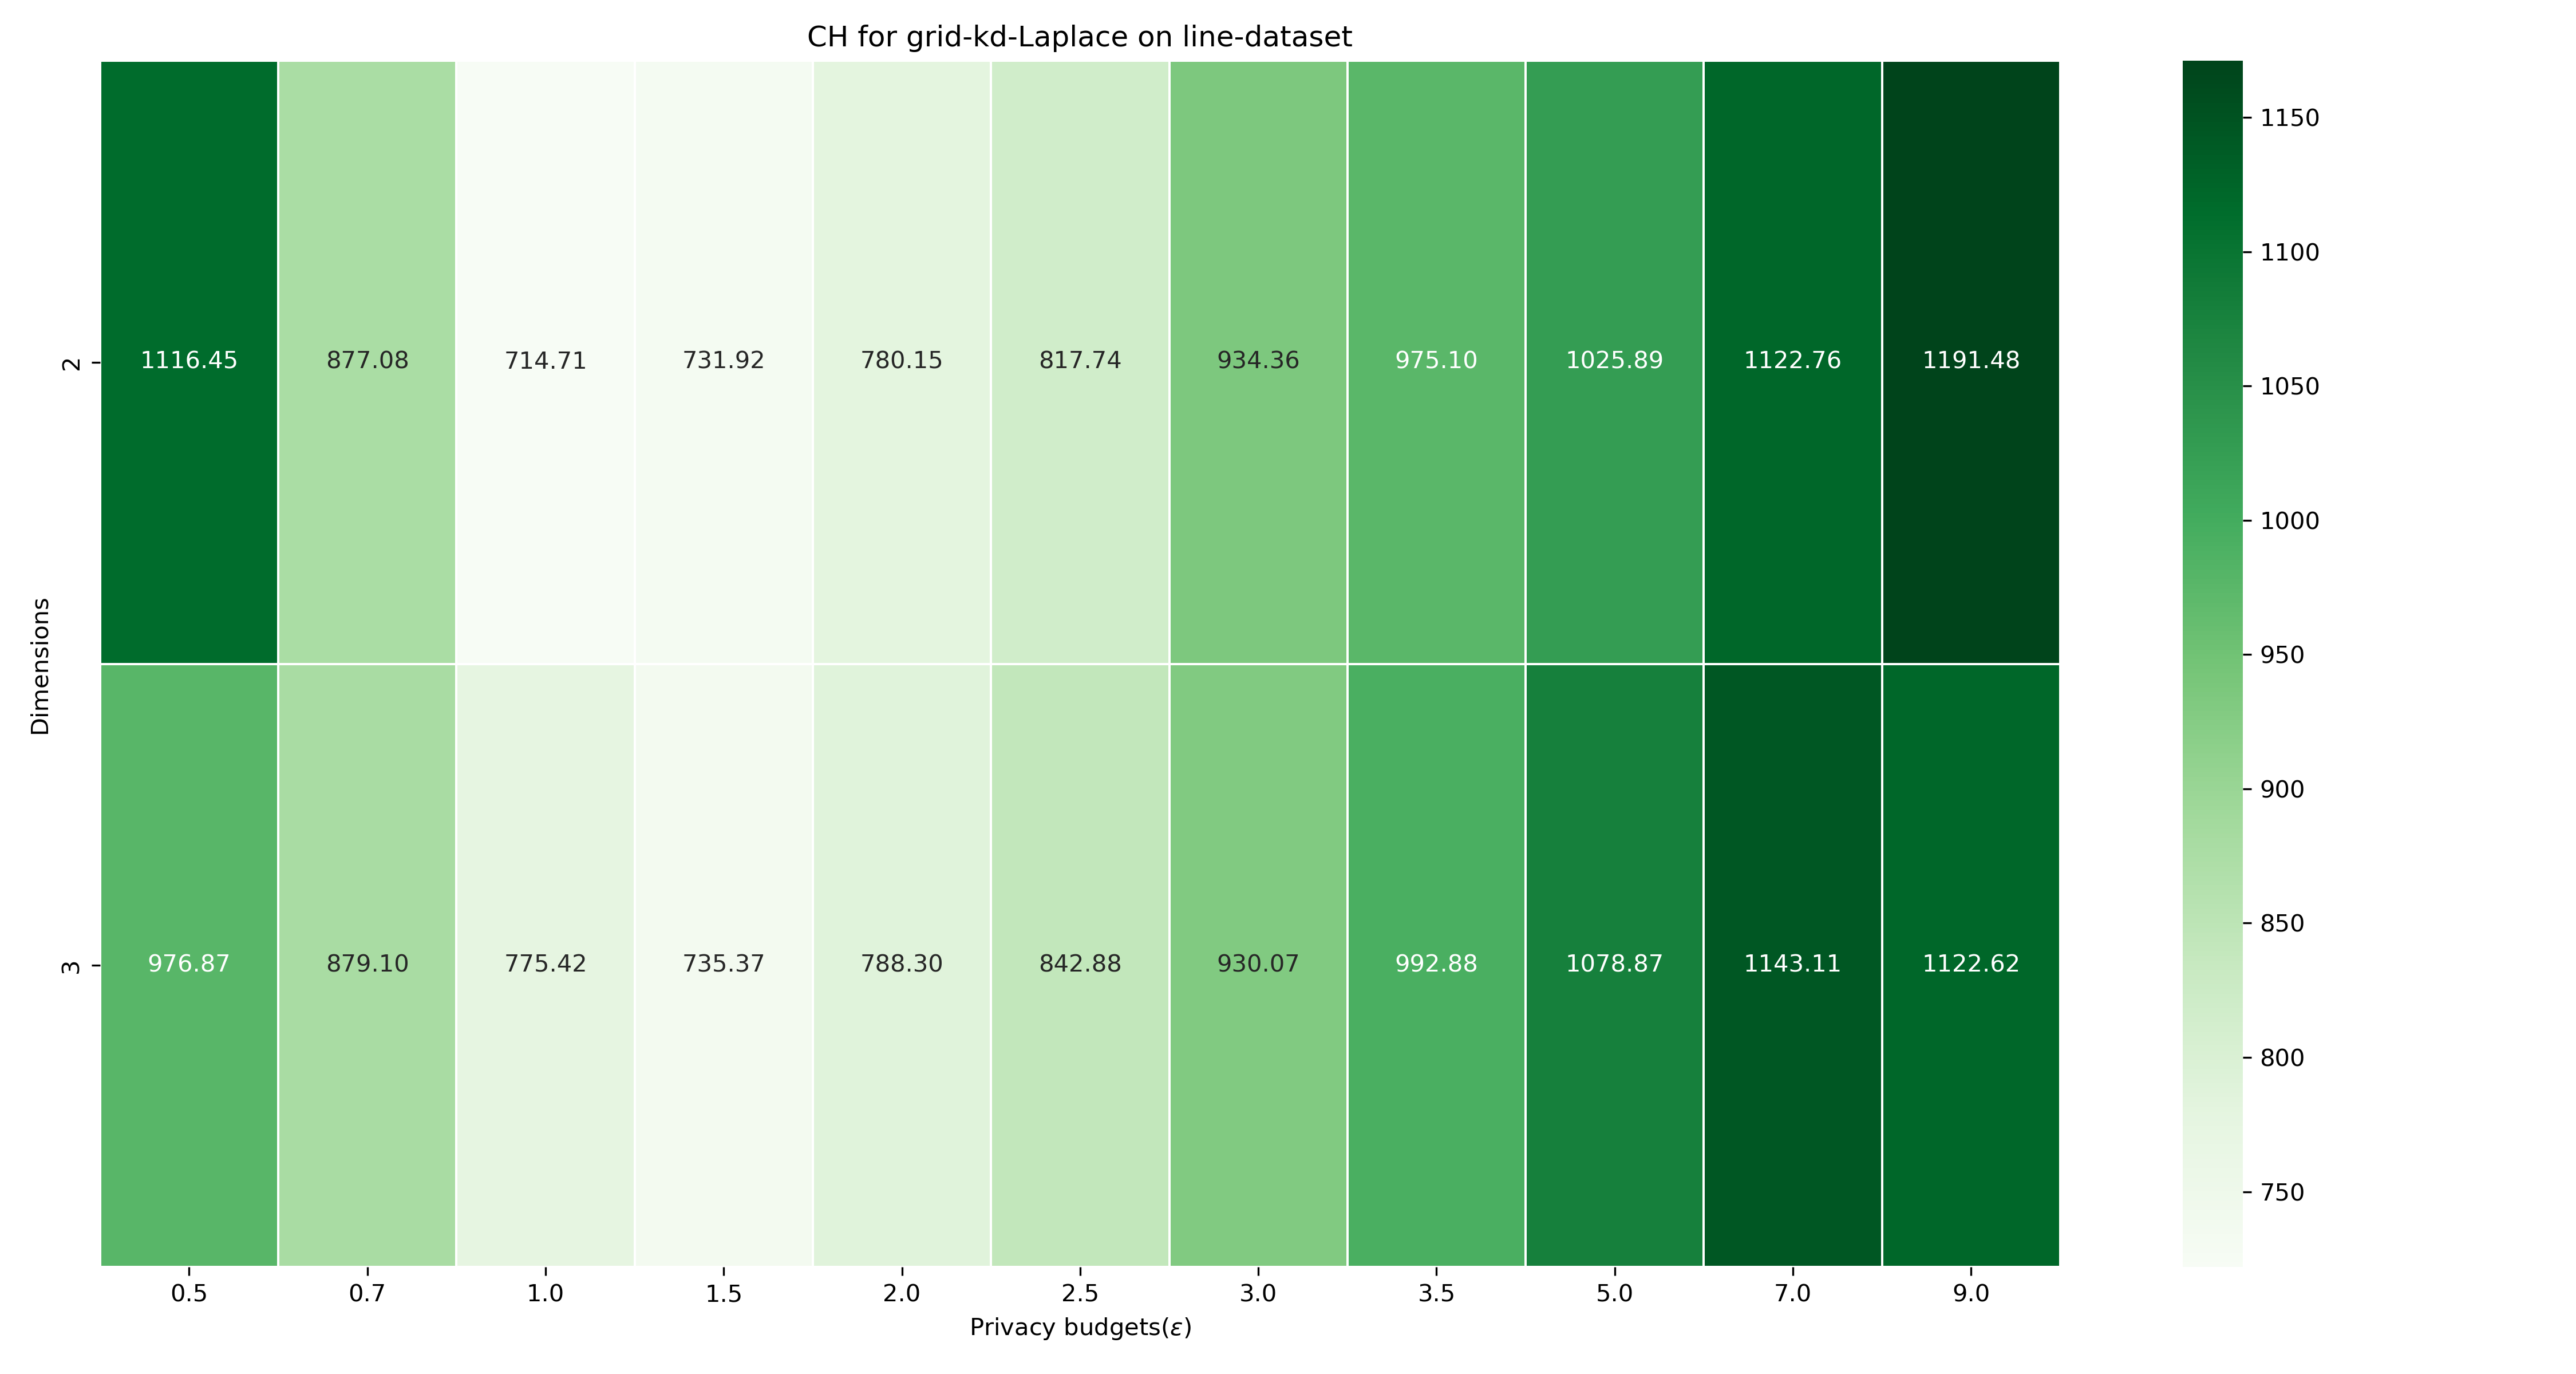 CH for grid-kd-Laplace on line-dataset
Dimensions
2
1116.45 877.08 714.71 731.92 780.15 817.74 934.36 975.10 1025.89 1122.76 1191.48
3
976.87 879.10 775.42 735.37 788.30 842.88 930.07 992.88 1078.87 1143.11 1122.62
0.5 0.7 1.0 1.5 2.0 2.5 3.0 3.5 5.0 7.0 9.0
Privacy budgets(ε)
1150
1100
1050
1000
950
900
850
800
750